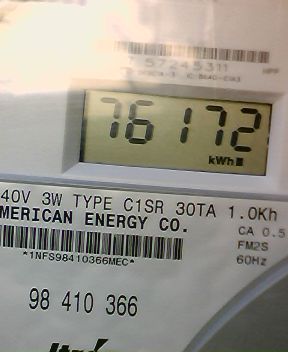 57245311
76172
kWh
40V 3W TYPE C1SR 30TA 1.0Kh
MERICAN ENERGY CO.
CA 0.5
FM2S
*1NFS98410366MEC*
60Hz
98 410 366